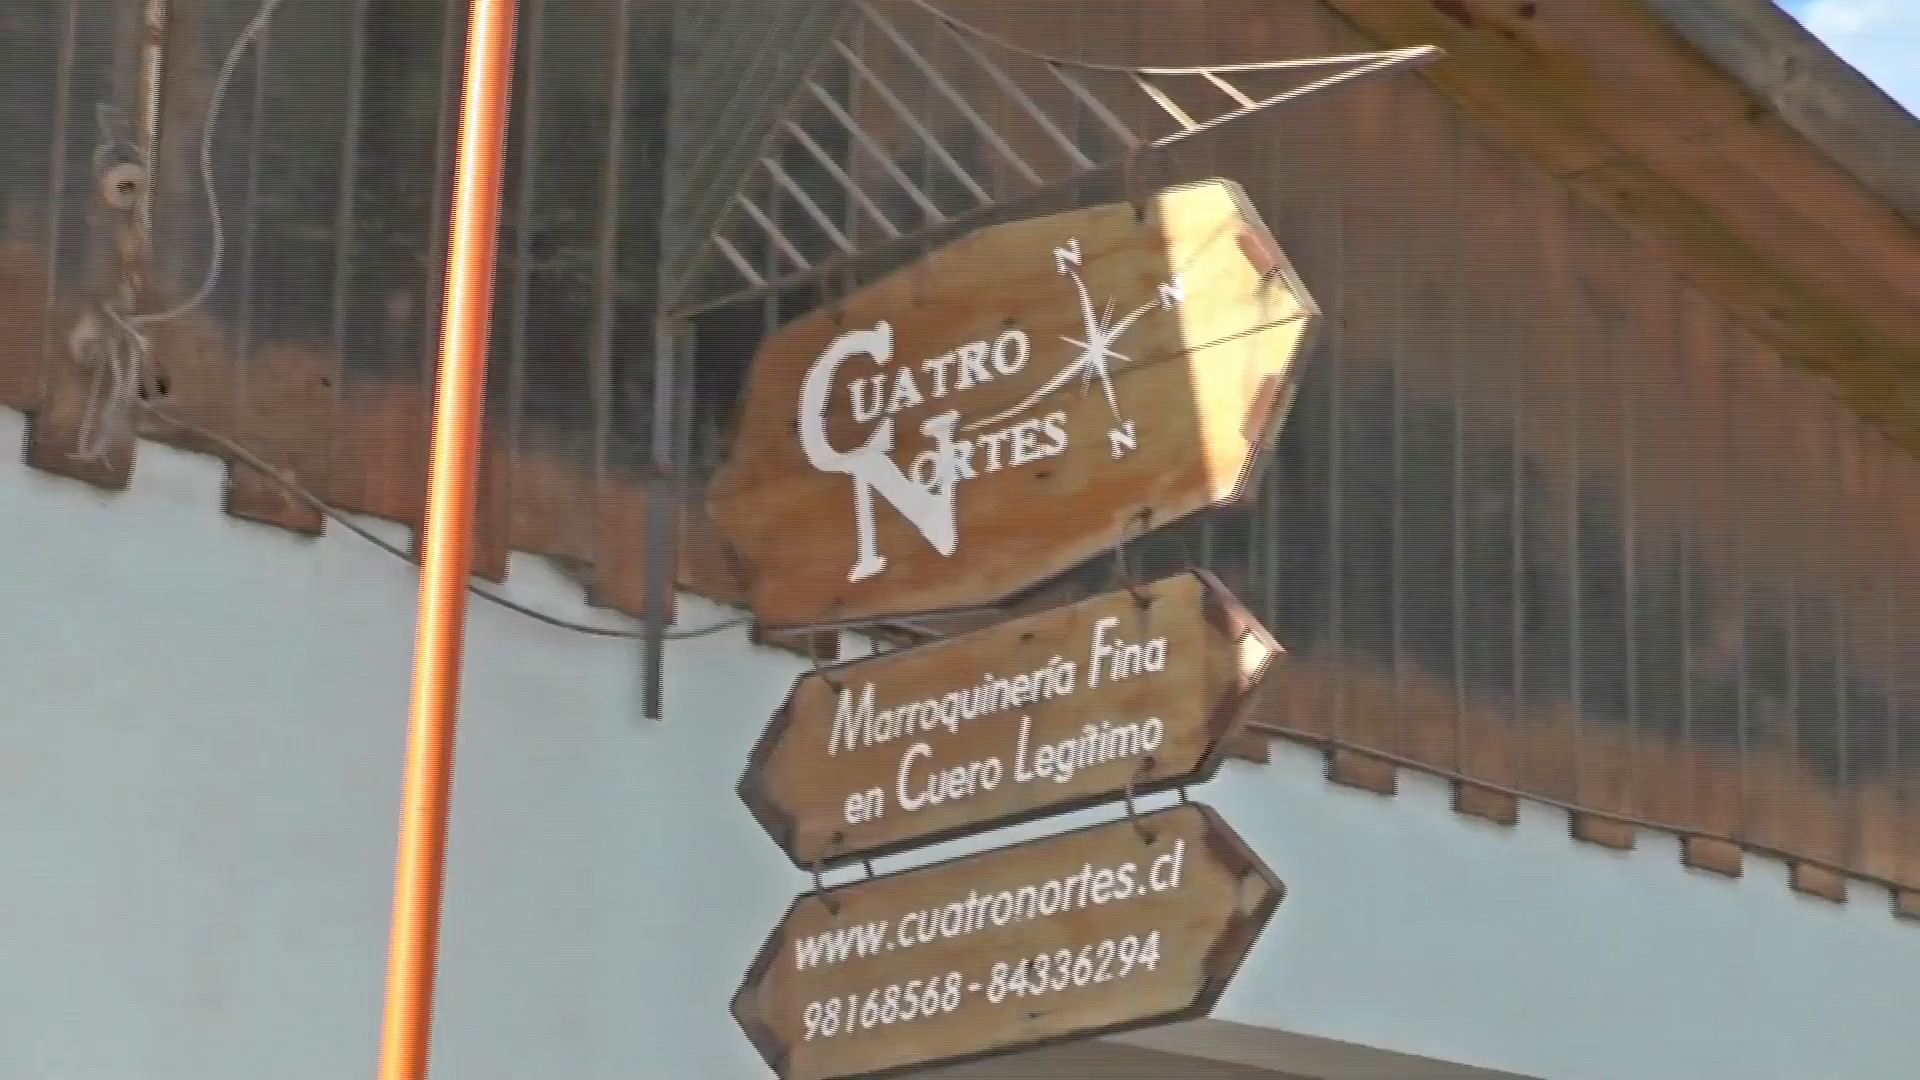 N
N
CUATRO
NORTES
N
Marroquinería Fina
en Cuero Legítimo
www.cuatronortes.cl
98168568-84336294